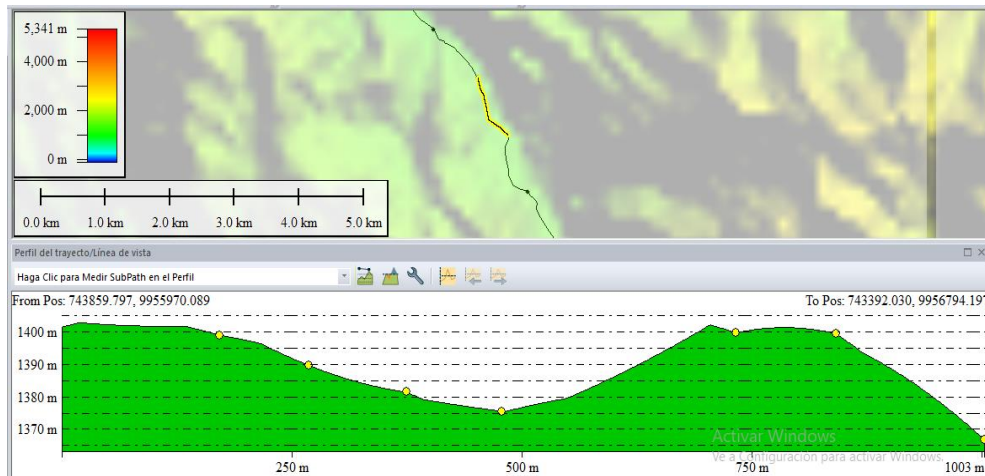 5,341 m
4,000 m
2,000 m
0 m
0.0 km 1.0 km 2.0 km 3.0 km 4.0 km 5.0 km
Perfil del trayecto/Línea de vista
Haga Clic para Medir SubPath en el Perfil
From Pos: 743859.797, 9955970.089 To Pos: 743392.030, 9956794.197
1400 m
1390 m
1380 m
1370 m
Activar Windows
Ve a Configuración para activar Windows.
250 m 500 m 750 m 1003 m